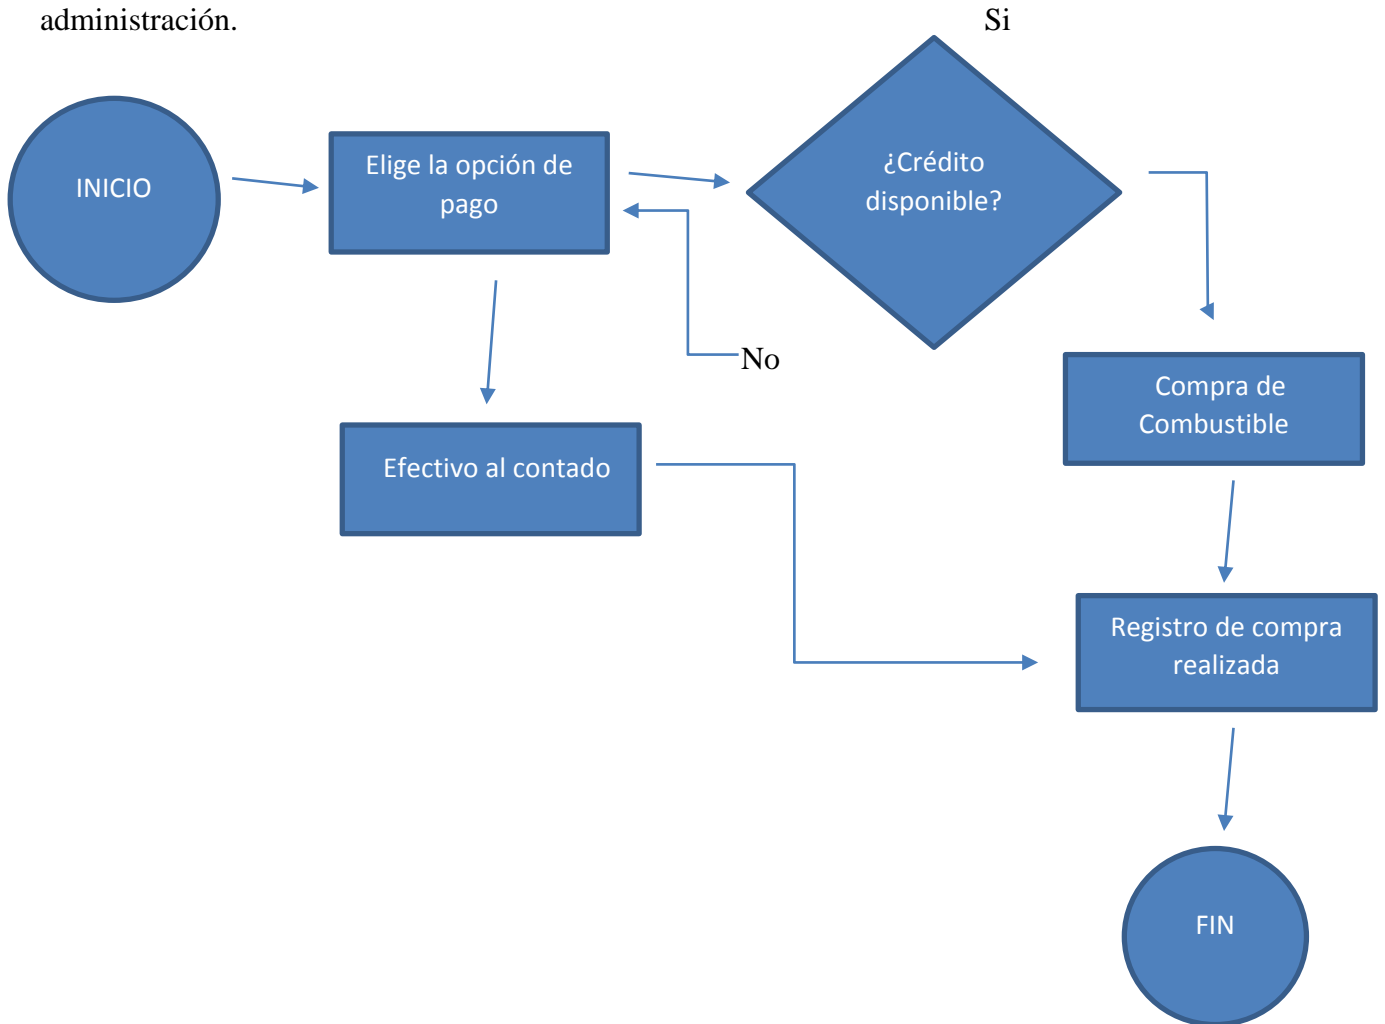 administración.
Si
INICIO
Elige la opción de
pago
¿Crédito
disponible?
No
Compra de
Combustible
Efectivo al contado
Registro de compra
realizada
FIN